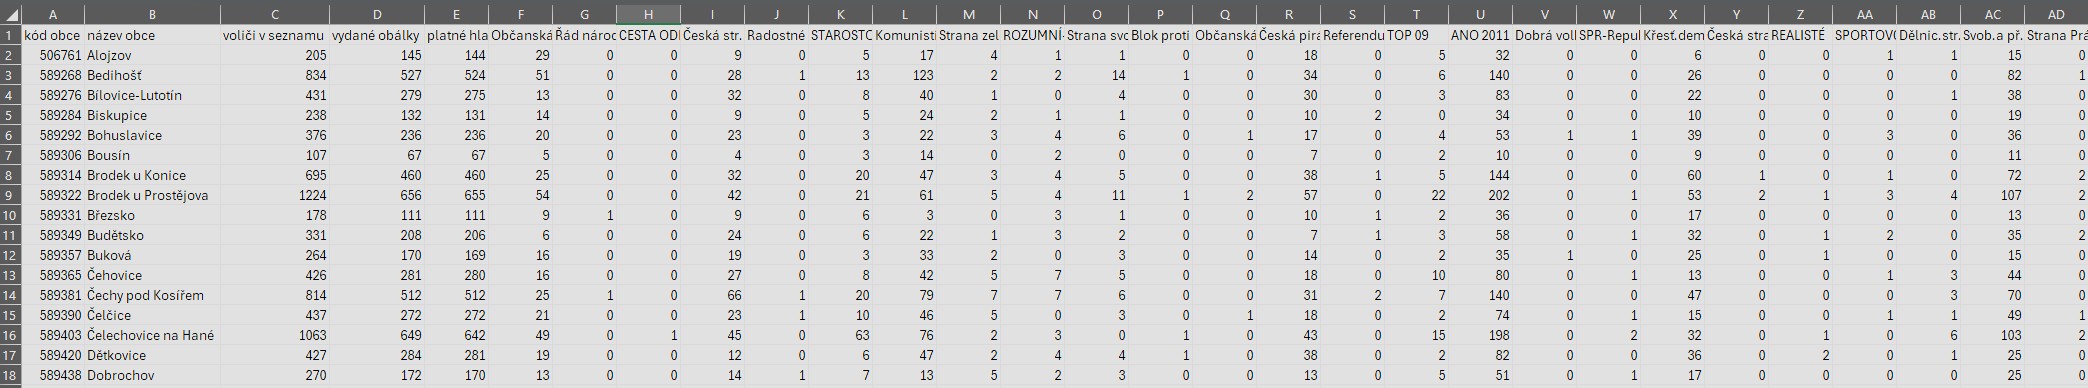 A B C D E F G H I J K L M N O P Q R S T U V W X Y Z AA AB AC AD
1 kód obce název obce voliči v seznamu vydané obálky platné hla Občanská Řád národ CESTA ODI Česká str. Radostné STAROSTC Komunisti Strana zel ROZUMNÍ- Strana svo Blok proti Občanská Česká pirá Referendu TOP 09 ANO 2011 Dobrá voll SPR-Repul Křesť.dem Česká stra REALISTÉ SPORTOV( Dělnic.str. Svob.a př. Strana Prá
2 506761 Alojzov 205 145 144 29 0 0 9 0 5 17 4 1 1 0 0 18 0 5 32 0 0 6 0 0 1 1 15 0
3 589268 Bedihošť 834 527 524 51 0 0 28 1 13 123 2 2 14 1 0 34 0 6 140 0 0 26 0 0 0 0 82 1
4 589276 Bílovice-Lutotín 431 279 275 13 0 0 32 0 8 40 1 0 4 0 0 30 0 3 83 0 0 22 0 0 0 1 38 0
5 589284 Biskupice 238 132 131 14 0 0 9 0 5 24 2 1 1 0 0 10 2 0 34 0 0 10 0 0 0 0 19 0
6 589292 Bohuslavice 376 236 236 20 0 0 23 0 3 22 3 4 6 0 1 17 0 4 53 1 1 39 0 0 3 0 36 0
7 589306 Bousín 107 67 67 5 0 0 4 0 3 14 0 2 0 0 0 7 0 2 10 0 0 9 0 0 0 0 11 0
8 589314 Brodek u Konice 695 460 460 25 0 0 32 0 20 47 3 4 5 0 0 38 1 5 144 0 0 60 1 0 1 0 72 2
9 589322 Brodek u Prostějova 1224 656 655 54 0 0 42 0 21 61 5 4 11 1 2 57 0 22 202 0 1 53 2 1 3 4 107 2
10 589331 Březsko 178 111 111 9 1 0 9 0 6 3 0 3 1 0 0 10 1 2 36 0 0 17 0 0 0 0 13 0
11 589349 Budětsko 331 208 206 6 0 0 24 0 6 22 1 3 2 0 0 7 1 3 58 0 1 32 0 1 2 0 35 2
12 589357 Buková 264 170 169 16 0 0 19 0 3 33 2 0 3 0 0 14 0 2 35 1 0 25 0 1 0 0 15 0
13 589365 Čehovice 426 281 280 16 0 0 27 0 8 42 5 7 5 0 0 18 0 10 80 0 1 13 0 0 1 3 44 0
14 589381 Čechy pod Kosířem 814 512 512 25 1 0 66 1 20 79 7 7 6 0 0 31 2 7 140 0 0 47 0 0 0 3 70 0
15 589390 Čelčice 437 272 272 21 0 0 23 1 10 46 5 0 3 0 1 18 0 2 74 0 1 15 0 0 1 1 49 1
16 589403 Čelechovice na Hané 1063 649 642 49 0 1 45 0 63 76 2 3 0 1 0 43 0 15 198 0 2 32 0 1 0 6 103 2
17 589420 Dětkovice 427 284 281 19 0 0 12 0 6 47 2 4 4 1 0 38 0 2 82 0 0 36 0 2 0 1 25 0
18 589438 Dobrochov 270 172 170 13 0 0 14 1 7 13 5 2 3 0 0 13 0 5 51 0 1 17 0 0 0 0 25 0